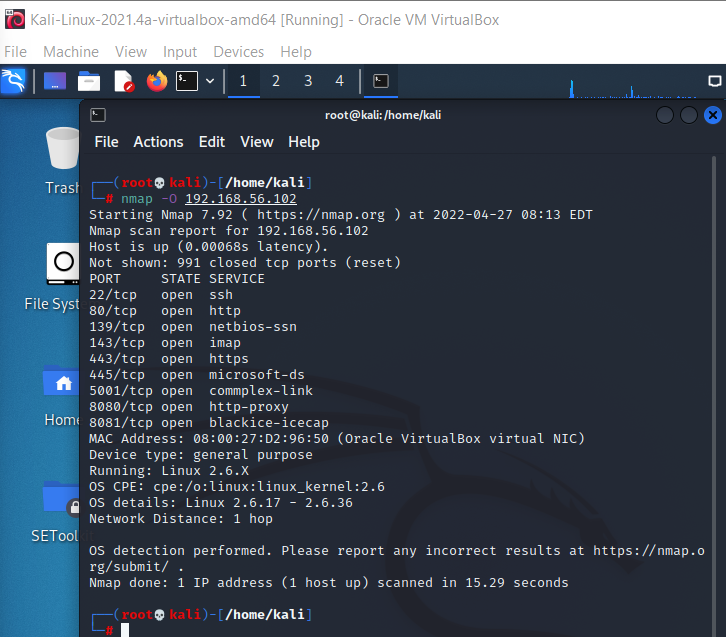 Kali-Linux-2021.4a-virtualbox-amd64 [Running] - Oracle VM VirtualBox
File Machine View Input Devices Help
1 2 3 4
root@kali: /home/kali
File Actions Edit View Help
Trash
File Syst
Home
SETool
┌──(root💀kali)-[/home/kali]
└─# nmap -O 192.168.56.102
Starting Nmap 7.92 ( https://nmap.org ) at 2022-04-27 08:13 EDT
Nmap scan report for 192.168.56.102
Host is up (0.00068s latency).
Not shown: 991 closed tcp ports (reset)
PORT STATE SERVICE
22/tcp open ssh
80/tcp open http
139/tcp open netbios-ssn
143/tcp open imap
443/tcp open https
445/tcp open microsoft-ds
5001/tcp open commplex-link
8080/tcp open http-proxy
8081/tcp open blackice-icecap
MAC Address: 08:00:27:D2:96:50 (Oracle VirtualBox virtual NIC)
Device type: general purpose
Running: Linux 2.6.X
OS CPE: cpe:/o:linux:linux_kernel:2.6
OS details: Linux 2.6.17 - 2.6.36
Network Distance: 1 hop
OS detection performed. Please report any incorrect results at https://nmap.o
rg/submit/ .
Nmap done: 1 IP address (1 host up) scanned in 15.29 seconds
┌──(root💀kali)-[/home/kali]
└─#